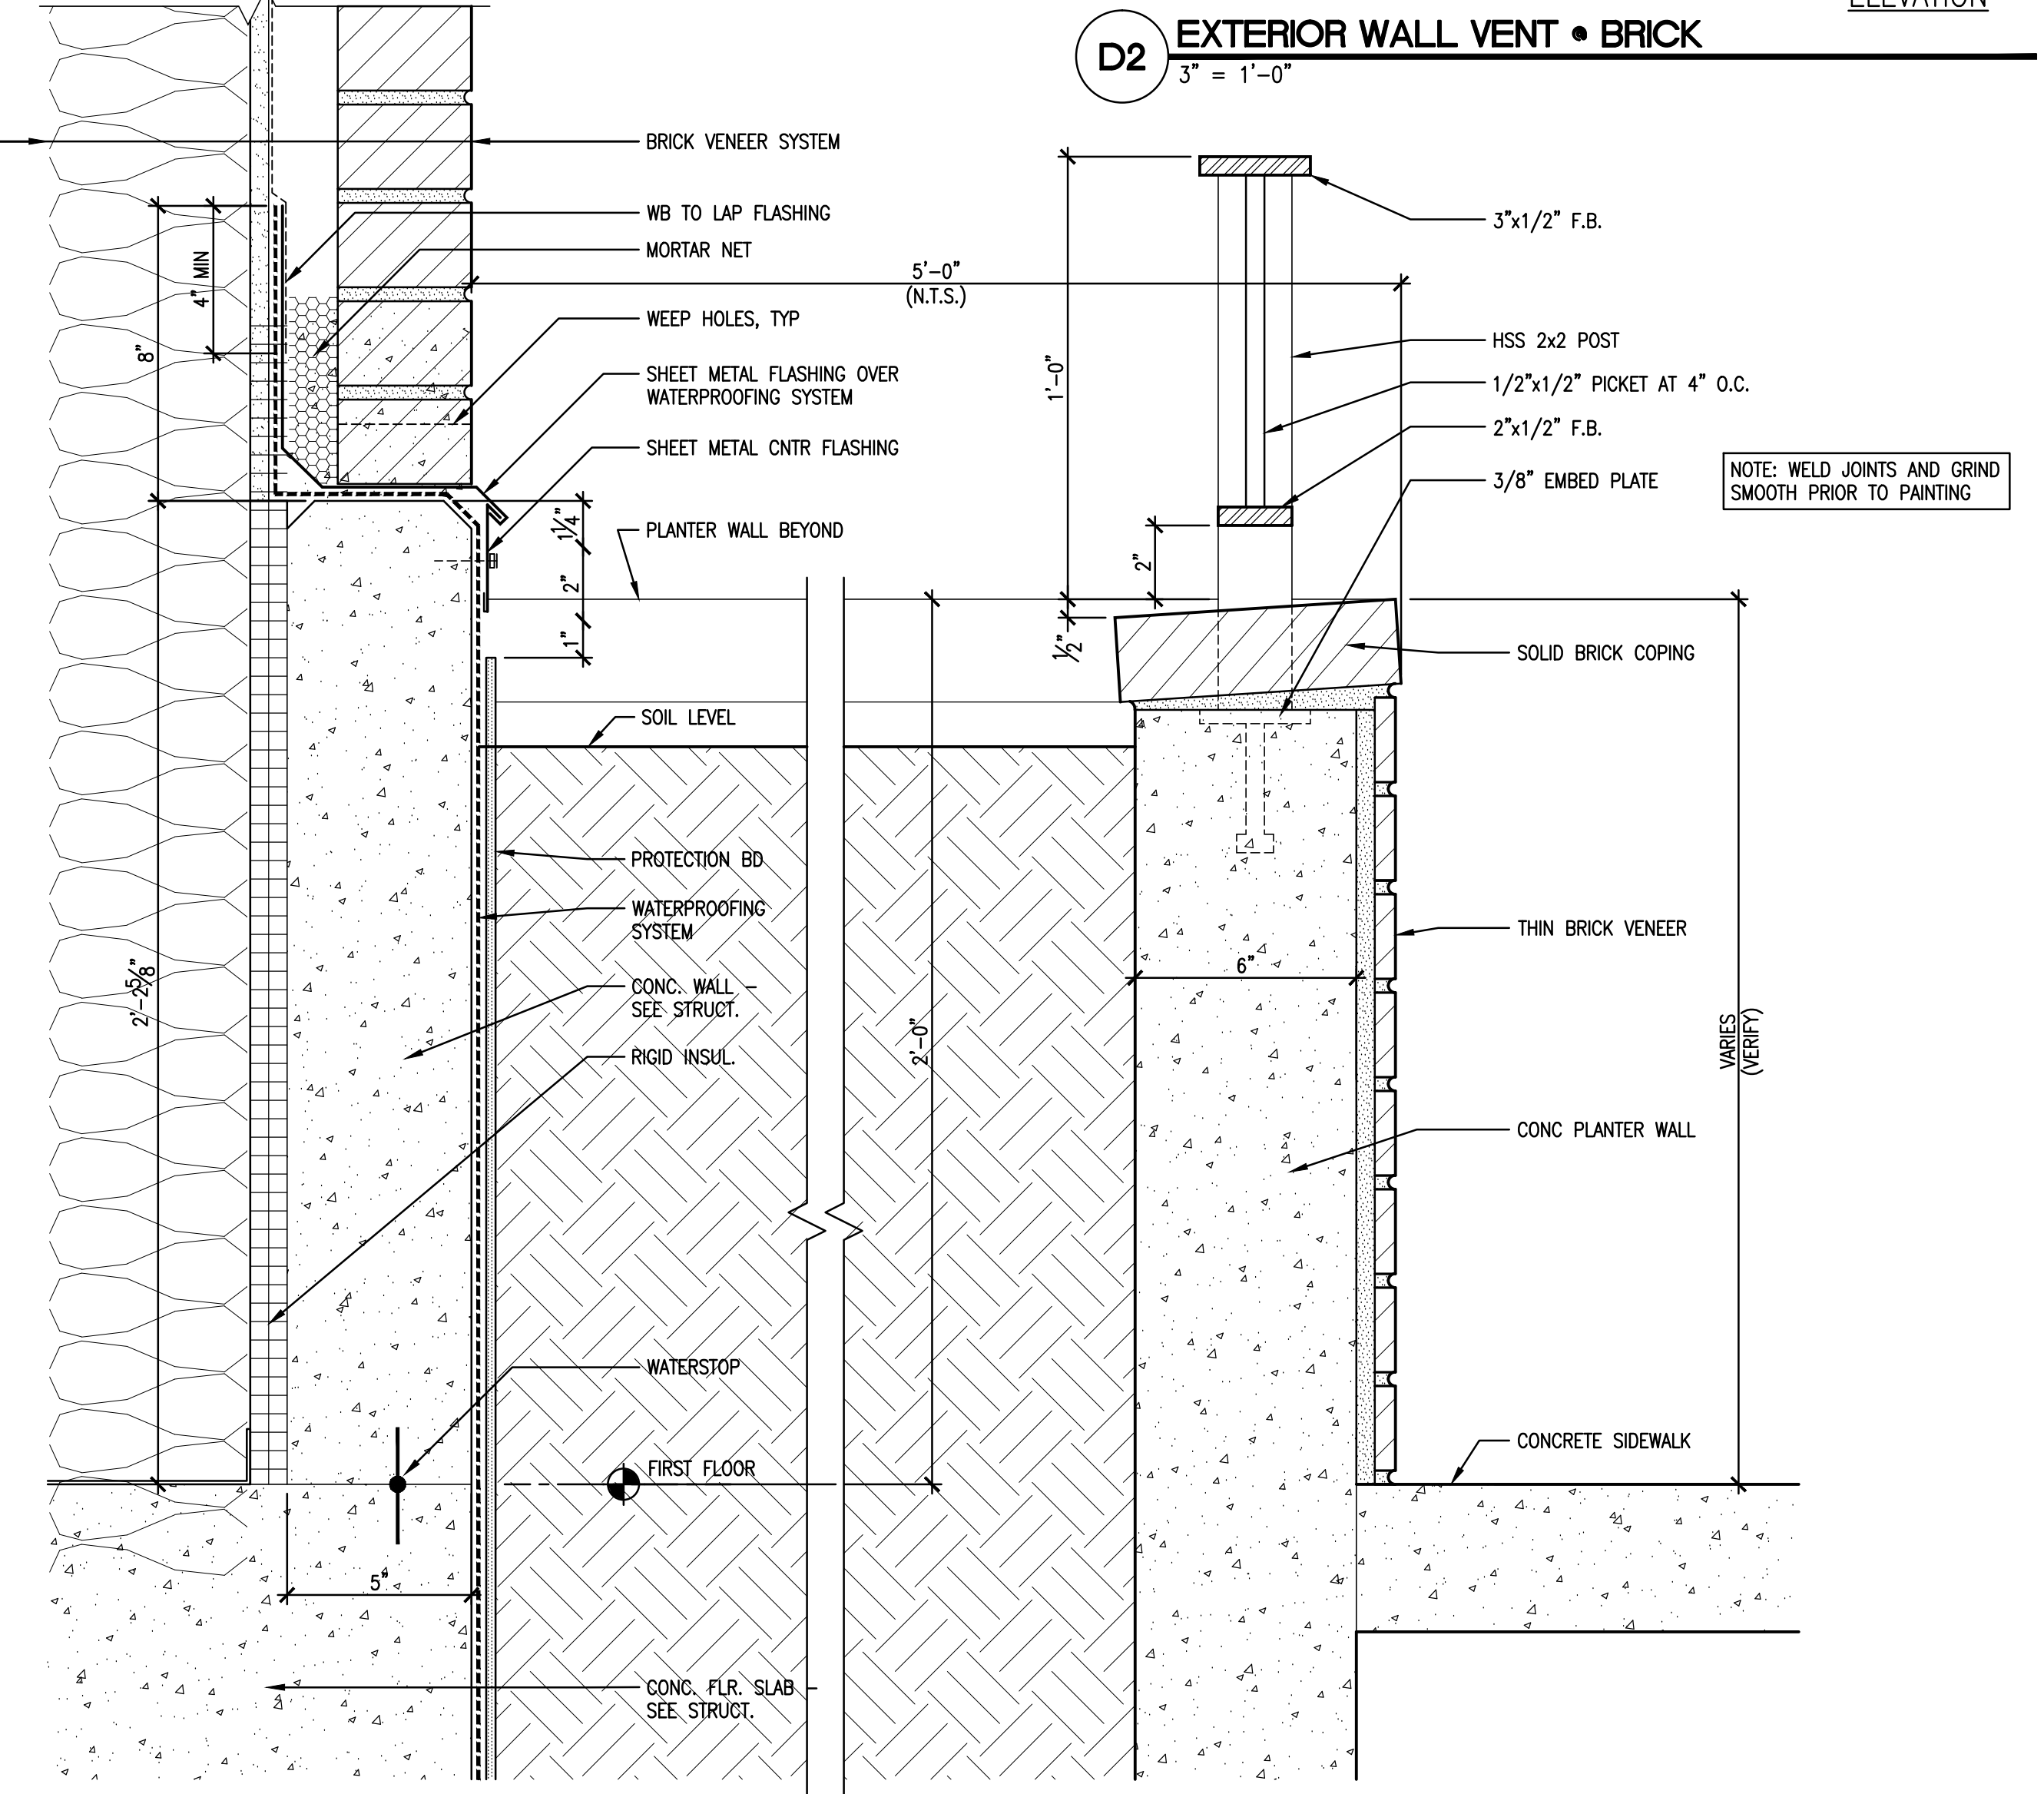 ELEVATION
D2
EXTERIOR WALL VENT @ BRICK
3" = 1'-0"
BRICK VENEER SYSTEM
WB TO LAP FLASHING
MORTAR NET
WEEP HOLES, TYP
SHEET METAL FLASHING OVER
WATERPROOFING SYSTEM
SHEET METAL CNTR FLASHING
PLANTER WALL BEYOND
SOIL LEVEL
PROTECTION BD
WATERPROOFING
SYSTEM
CONC. WALL -
SEE STRUCT.
RIGID INSUL.
WATERSTOP
FIRST FLOOR
CONC. FLR. SLAB -
SEE STRUCT.
4" MIN
8"
2'-2 5/8"
5"
1 1/4"
2"
1"
5'-0"
(N.T.S.)
2'-0"
1'-0"
2"
1/2"
6"
3"x1/2" F.B.
HSS 2x2 POST
1/2"x1/2" PICKET AT 4" O.C.
2"x1/2" F.B.
3/8" EMBED PLATE
NOTE: WELD JOINTS AND GRIND
SMOOTH PRIOR TO PAINTING
SOLID BRICK COPING
THIN BRICK VENEER
CONC PLANTER WALL
CONCRETE SIDEWALK
VARIES
(VERIFY)